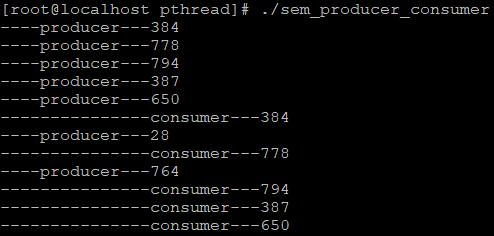 [root@localhost pthread]# ./sem_producer_consumer
----producer---384
----producer---778
----producer---794
----producer---387
----producer---650
---------------consumer---384
----producer---28
---------------consumer---778
----producer---764
---------------consumer---794
---------------consumer---387
---------------consumer---650